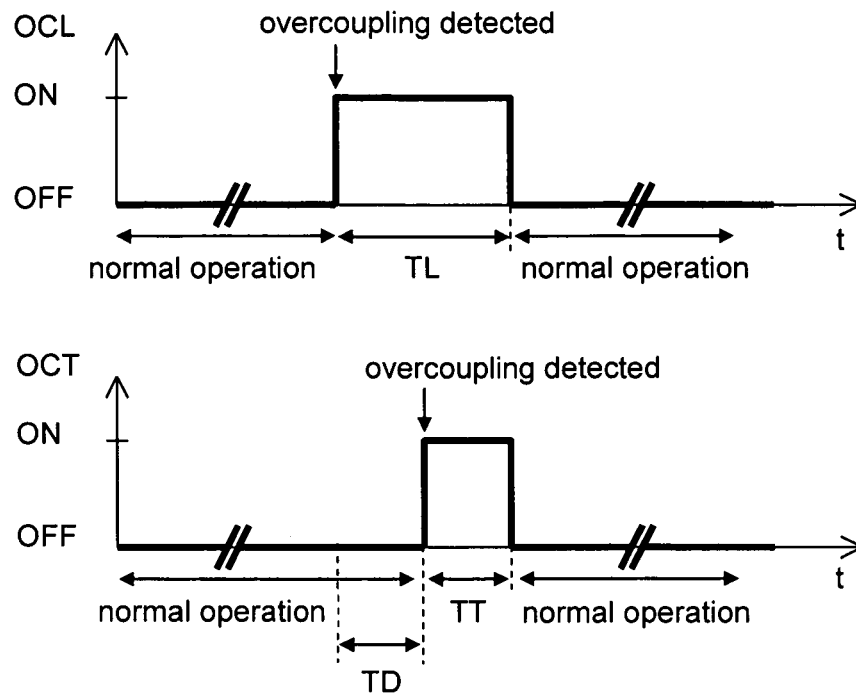 OCL
overcoupling detected
ON
OFF
t
normal operation
TL
normal operation
OCT
overcoupling detected
ON
OFF
t
normal operation
TT
normal operation
TD